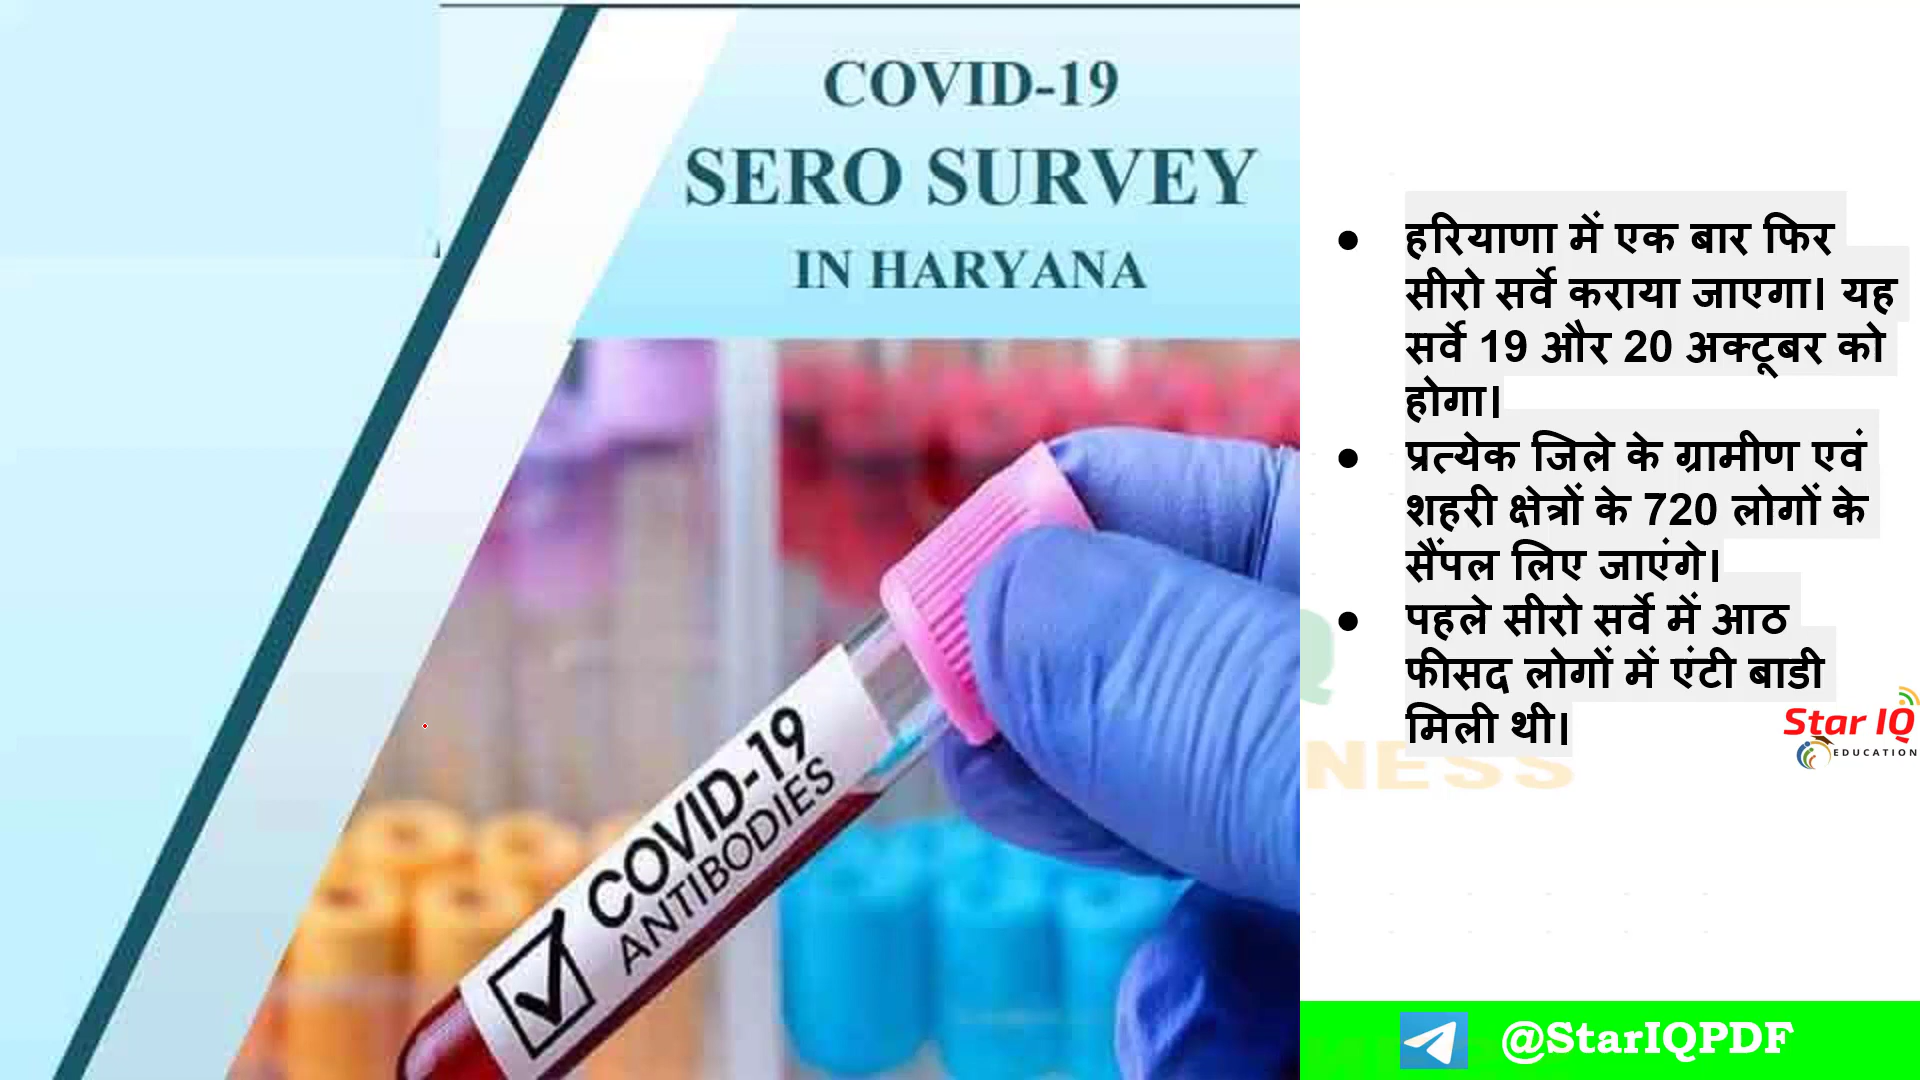 COVID-19
SERO SURVEY
IN HARYANA
COVID-19
ANTIBODIES
● हरियाणा में एक बार फिर
सीरो सर्वे कराया जाएगा। यह
सर्वे 19 और 20 अक्टूबर को
होगा।
● प्रत्येक जिले के ग्रामीण एवं
शहरी क्षेत्रों के 720 लोगों के
सैंपल लिए जाएंगे।
● पहले सीरो सर्वे में आठ
फीसद लोगों में एंटी बाडी
मिली थी।
Star IQ
EDUCATION
NESS
@StarIQPDF